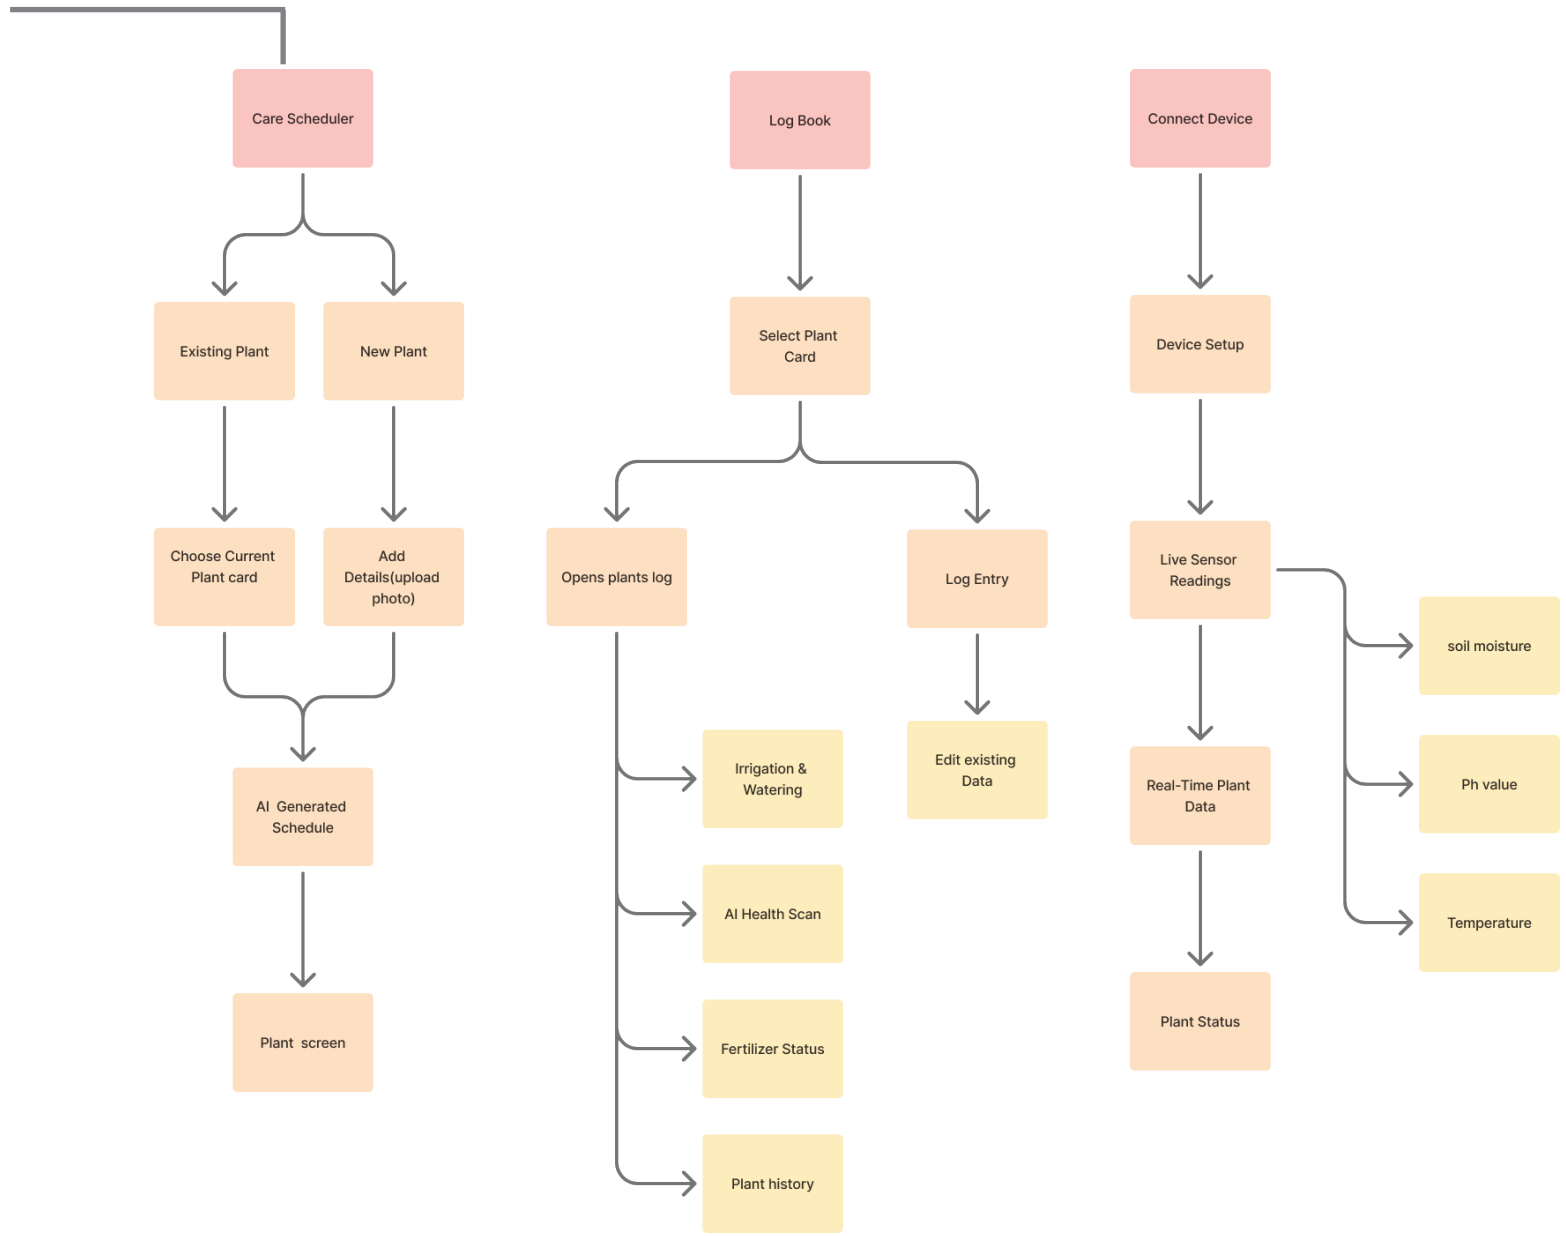 Care Scheduler
Log Book
Connect Device
Existing Plant
New Plant
Select Plant
Card
Device Setup
Choose Current
Plant card
Add
Details(upload
photo)
Opens plants log
Log Entry
Live Sensor
Readings
soil moisture
Irrigation &
Watering
Edit existing
Data
Real-Time Plant
Data
Ph value
AI  Generated
Schedule
AI Health Scan
Temperature
Plant  screen
Fertilizer Status
Plant Status
Plant history